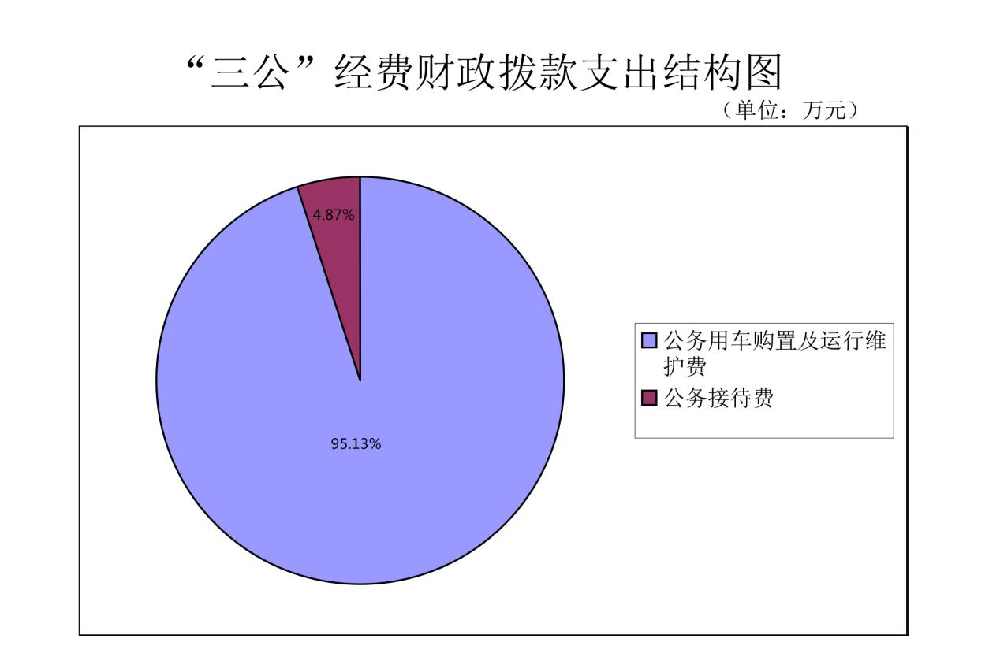 “三公”经费财政拨款支出结构图
（单位：万元）
4.87%
95.13%
公务用车购置及运行维
护费
公务接待费